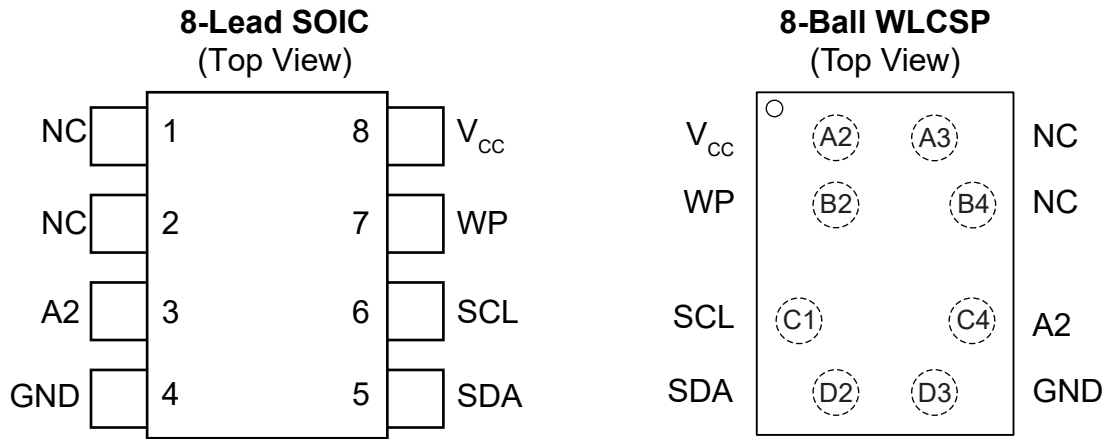 8-Lead SOIC
(Top View)
NC 1 8 VCC
NC 2 7 WP
A2 3 6 SCL
GND 4 5 SDA
8-Ball WLCSP
(Top View)
VCC A2 A3 NC
WP B2 B4 NC
SCL C1 C4 A2
SDA D2 D3 GND